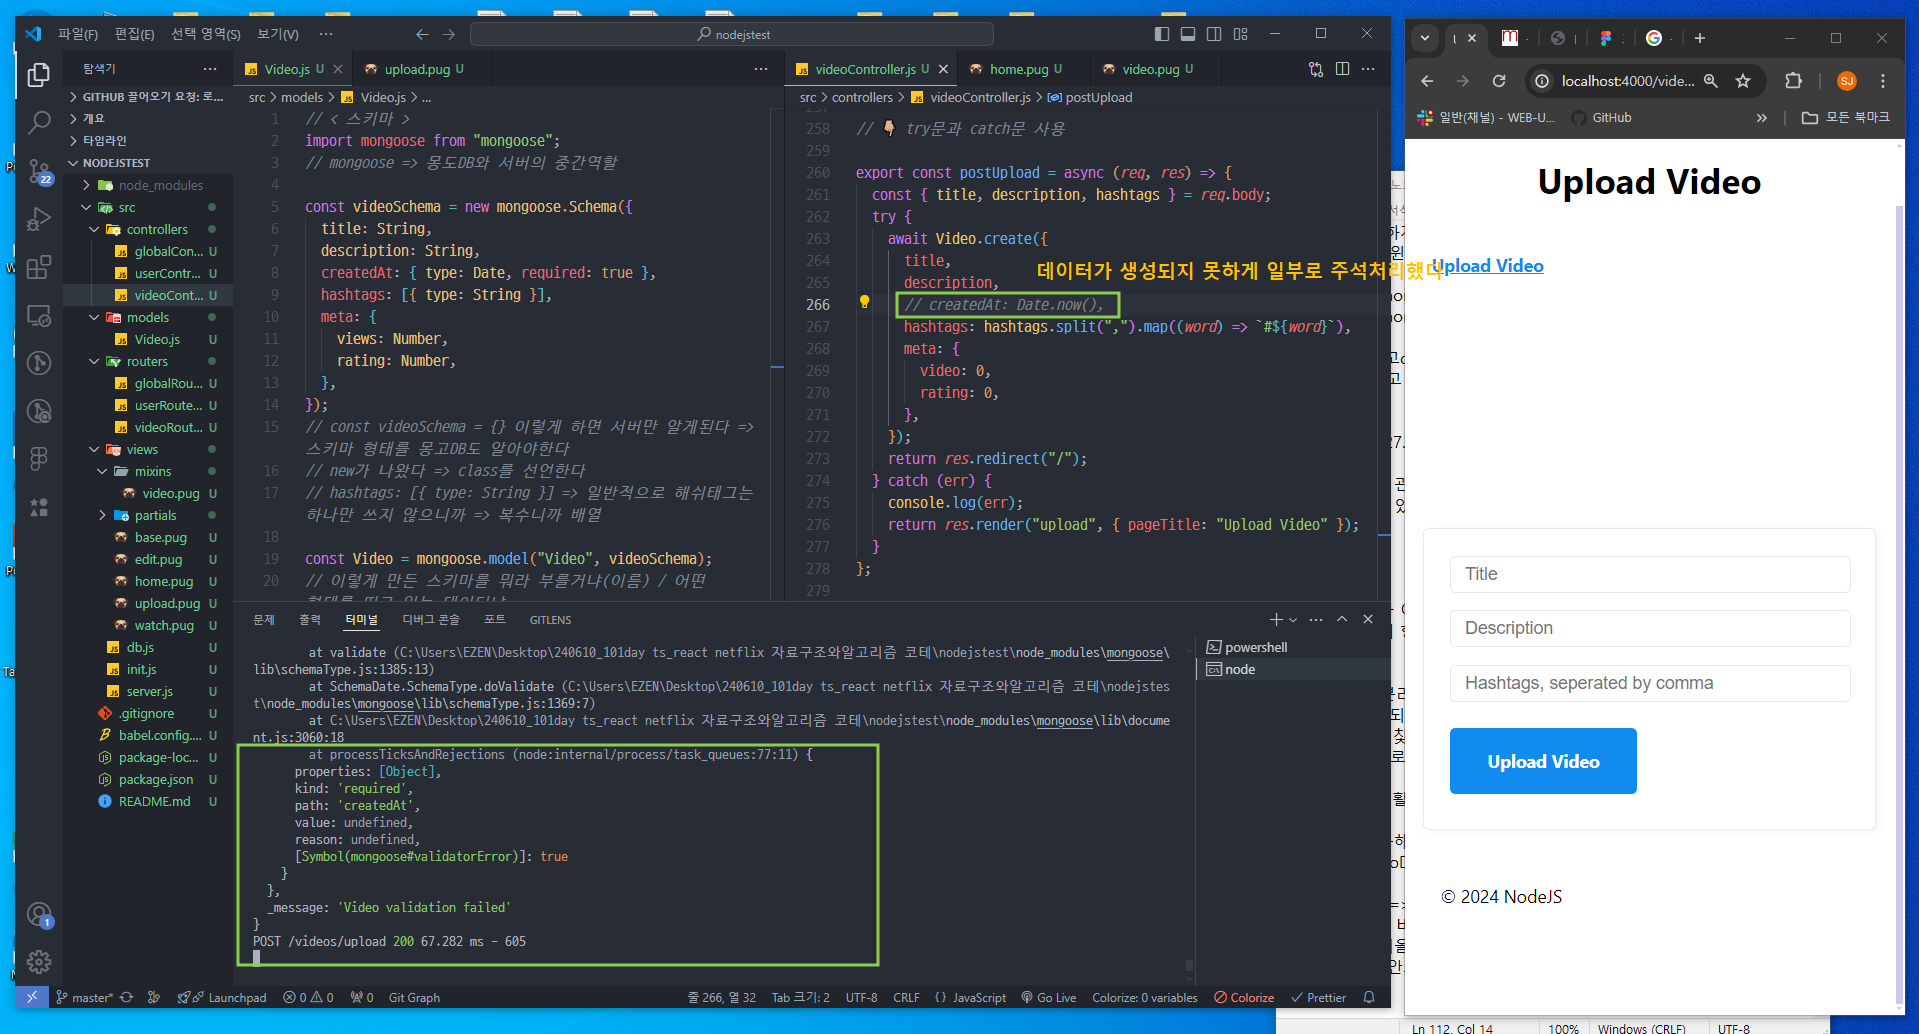 파일(F) 편집(E) 선택 영역(S) 보기(V) ··· nodejstest
탐색기 ···
GITHUB 끌어오기 요청: 로...
개요
타임라인
NODEJSTEST
node_modules
src
controllers
globalCon... U
userContr... U
videoCont... U
models
Video.js U
routers
globalRou... U
userRoute... U
videoRout... U
views
mixins
video.pug U
partials
base.pug U
edit.pug U
home.pug U
upload.pug U
watch.pug U
db.js U
init.js U
server.js U
.gitignore U
babel.config.... U
package-loc... U
package.json U
README.md U
22
1
Video.js U upload.pug U ···
src > models > Video.js > ...
1 // < 스키마 >
2 import mongoose from "mongoose";
3 // mongoose => 몽도DB와 서버의 중간역할
4
5 const videoSchema = new mongoose.Schema({
6 title: String,
7 description: String,
8 createdAt: { type: Date, required: true },
9 hashtags: [{ type: String }],
10 meta: {
11 views: Number,
12 rating: Number,
13 },
14 });
15 // const videoSchema = {} 이렇게 하면 서버만 알게된다 =>
스키마 형태를 몽고DB도 알아야한다
16 // new가 나왔다 => class를 선언한다
17 // hashtags: [{ type: String }] => 일반적으로 해쉬태그는
하나만 쓰지 않으니까 => 복수니까 배열
18
19 const Video = mongoose.model("Video", videoSchema);
20 // 이렇게 만든 스키마를 뭐라 부를거냐(이름) / 어떤
videoController.js U home.pug U video.pug U ···
src > controllers > videoController.js > postUpload
258 // 👇 try문과 catch문 사용
259
260 export const postUpload = async (req, res) => {
261 const { title, description, hashtags } = req.body;
262 try {
263 await Video.create({
264 title,
데이터가 생성되지 못하게 일부로 주석처리했다
265 description,
266 // createdAt: Date.now(),
267 hashtags: hashtags.split(",").map((word) => `#${word}`),
268 meta: {
269 video: 0,
270 rating: 0,
271 },
272 });
273 return res.redirect("/");
274 } catch (err) {
275 console.log(err);
276 return res.render("upload", { pageTitle: "Upload Video" });
277 }
278 };
279
문제 출력 터미널 디버그 콘솔 포트 GITLENS
powershell
node
at validate (C:\Users\EZEN\Desktop\240610_101day ts_react netflix 자료구조와알고리즘 코테\nodejstest\node_modules\mongoose\
lib\schemaType.js:1385:13)
at SchemaDate.SchemaType.doValidate (C:\Users\EZEN\Desktop\240610_101day ts_react netflix 자료구조와알고리즘 코테\nodejstes
t\node_modules\mongoose\lib\schemaType.js:1369:7)
at C:\Users\EZEN\Desktop\240610_101day ts_react netflix 자료구조와알고리즘 코테\nodejstest\node_modules\mongoose\lib\docume
nt.js:3060:18
at processTicksAndRejections (node:internal/process/task_queues:77:11) {
properties: [Object],
kind: 'required',
path: 'createdAt',
value: undefined,
reason: undefined,
[Symbol(mongoose#validatorError)]: true
}
},
_message: 'Video validation failed'
}
POST /videos/upload 200 67.282 ms - 605
master* Launchpad 0 0 0 Git Graph 줄 266, 열 32 Tab 크기: 2 UTF-8 CRLF {} JavaScript Go Live Colorize: 0 variables Colorize Prettier
localhost:4000/vide... SJ
일반(채널) - WEB-U... GitHub » 모든 북마크
Upload Video
Upload Video
Title
Description
Hashtags, seperated by comma
Upload Video
© 2024 NodeJS
Ln 112, Col 14 100% Windows (CRLF) UTF-8